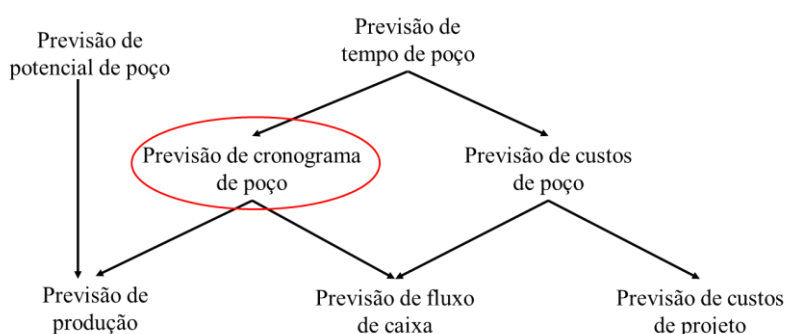 Previsão de
potencial de poço
Previsão de
tempo de poço
Previsão de cronograma
de poço
Previsão de custos
de poço
Previsão de
produção
Previsão de fluxo
de caixa
Previsão de custos
de projeto